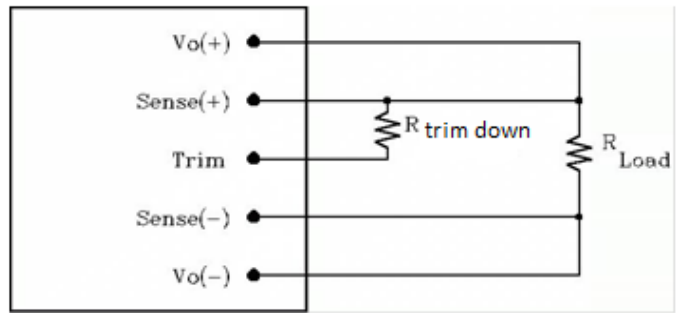 Vo(+)
Sense(+)
R trim down
Trim
R Load
Sense(-)
Vo(-)